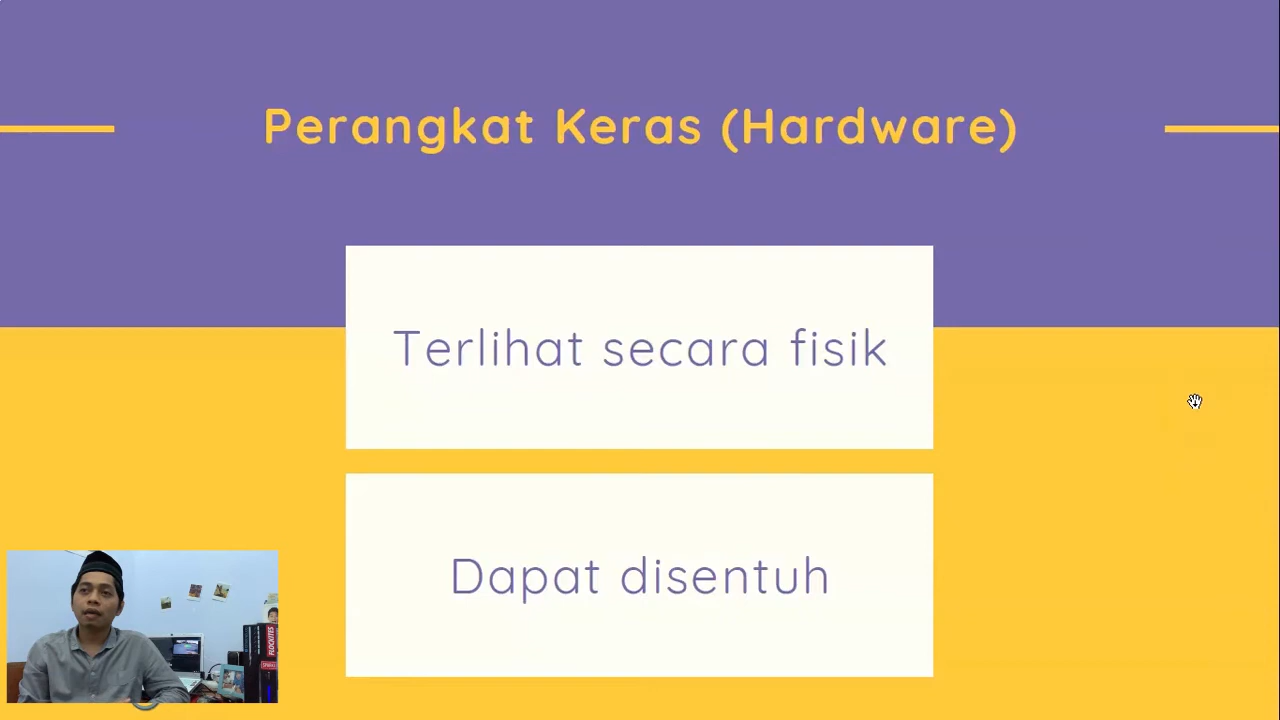 Perangkat Keras (Hardware)
Terlihat secara fisik
Dapat disentuh